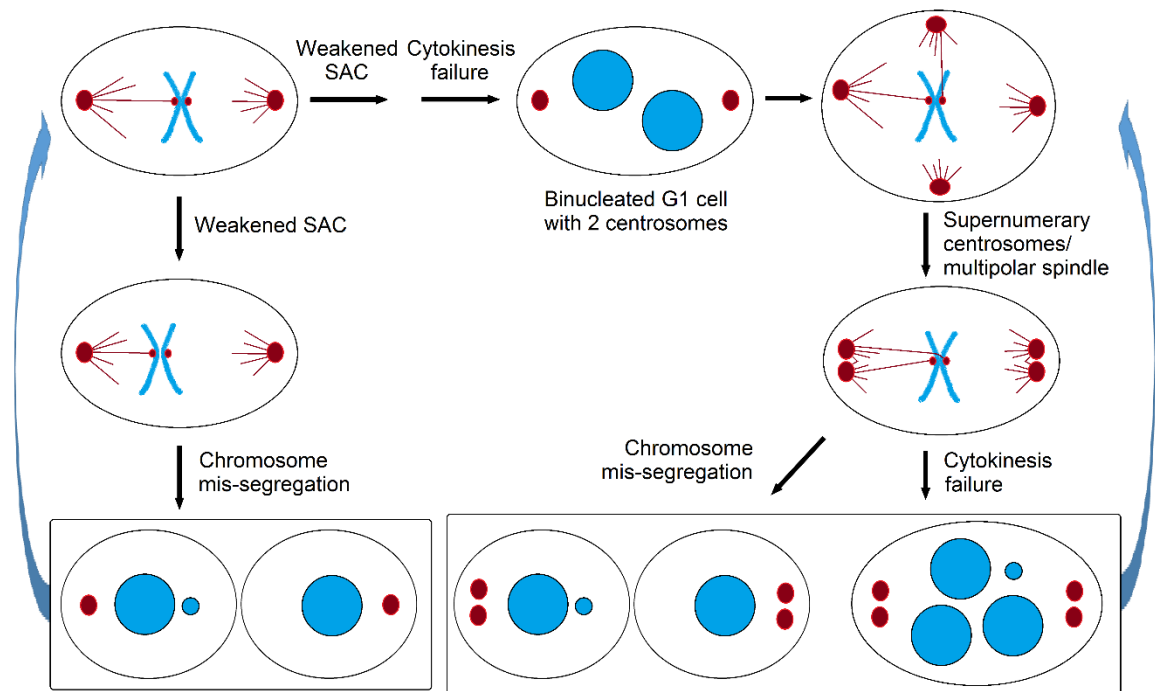 Weakened
SAC
Cytokinesis
failure
Binucleated G1 cell
with 2 centrosomes
Weakened SAC
Supernumerary
centrosomes/
multipolar spindle
Chromosome
mis-segregation
Chromosome
mis-segregation
Cytokinesis
failure